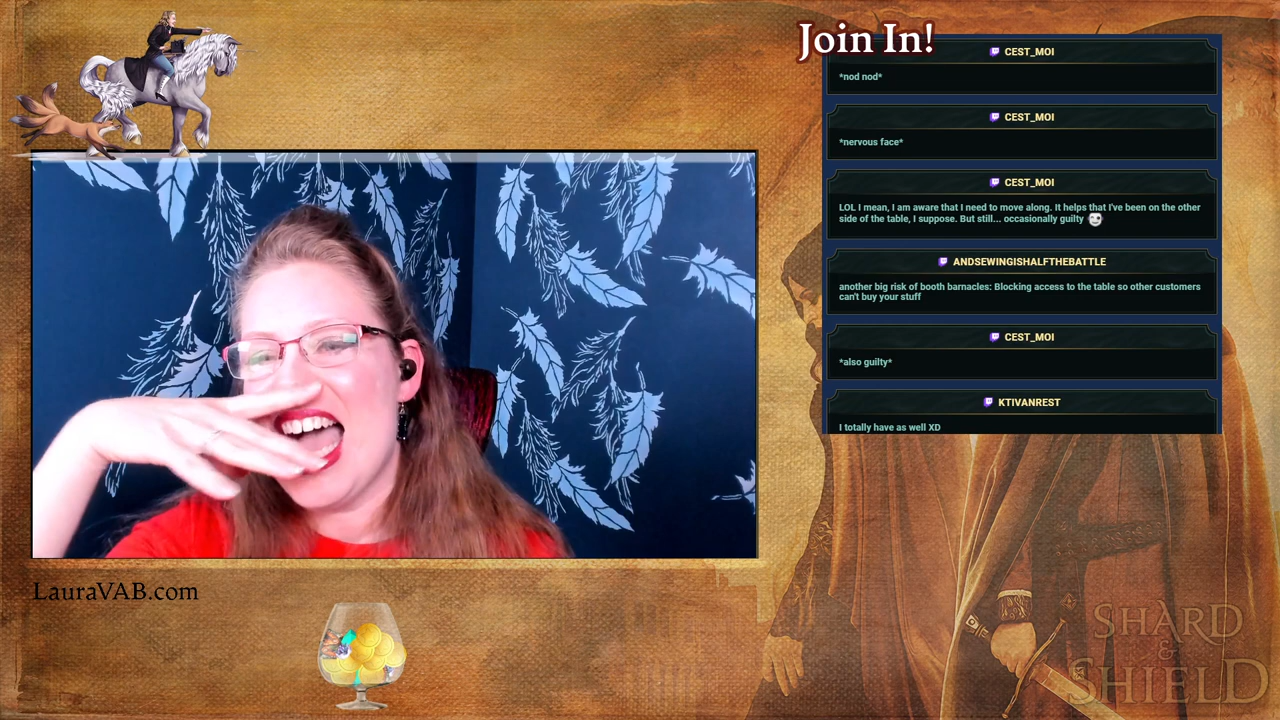 Join In!
CEST_MOI
*nod nod*
CEST_MOI
*nervous face*
CEST_MOI
LOL I mean, I am aware that I need to move along. It helps that I've been on the other
side of the table, I suppose. But still... occasionally guilty
ANDSEWINGISHALFTHEBATTLE
another big risk of booth barnacles: Blocking access to the table so other customers
can't buy your stuff
CEST_MOI
*also guilty*
KTIVANREST
I totally have as well XD
LauraVAB.com
SHARD
&
SHIELD